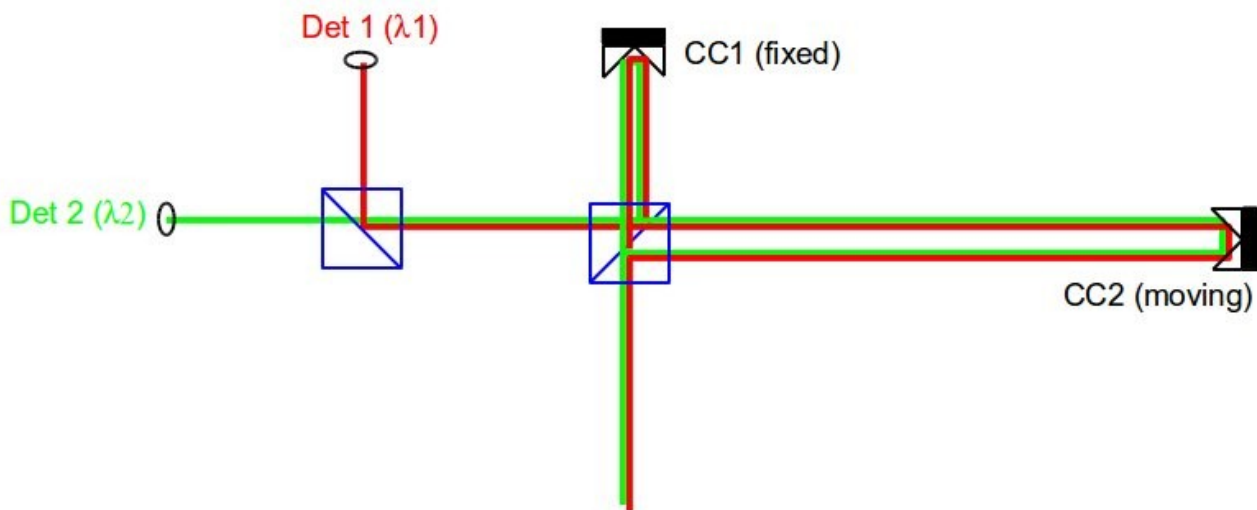 Det 1 (λ1)
CC1 (fixed)
Det 2 (λ2)
CC2 (moving)